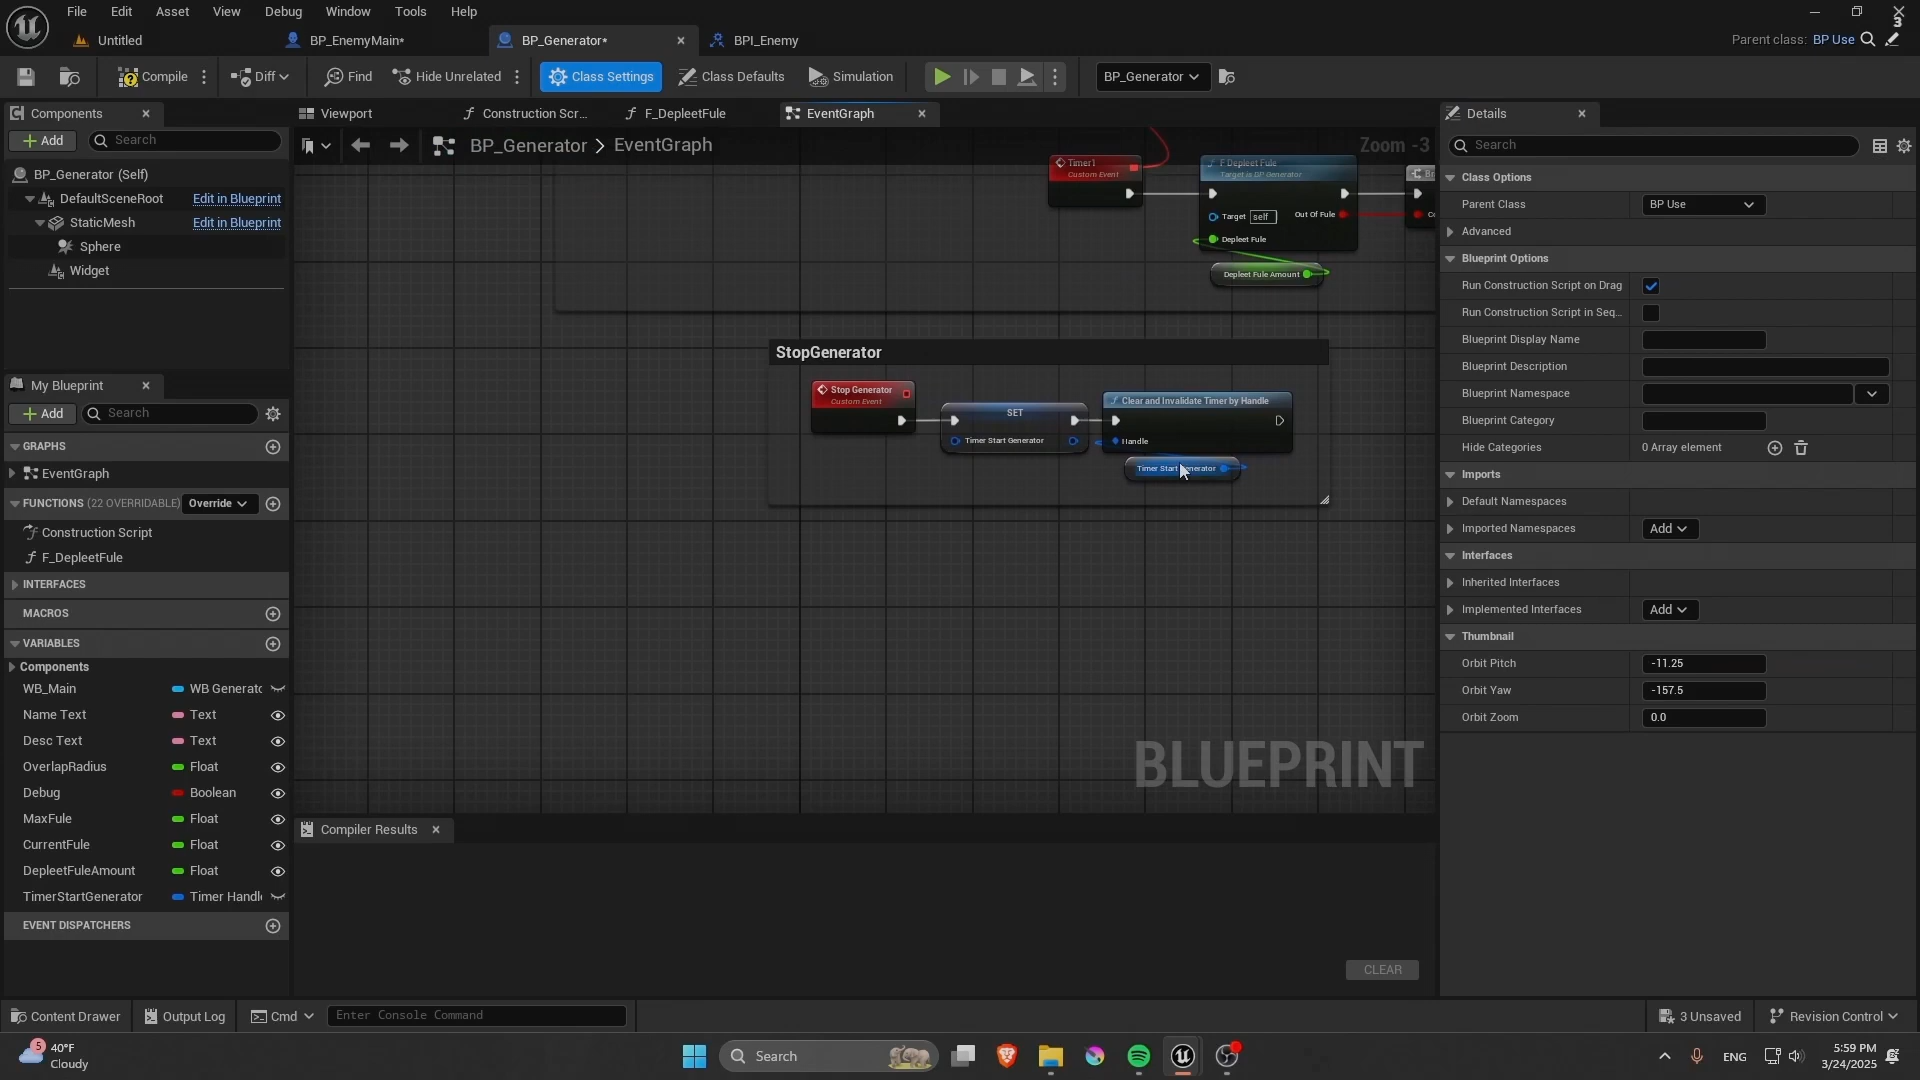 File Edit Asset View Debug Window Tools Help
3
Untitled BP_EnemyMain* BP_Generator* BPI_Enemy
Parent class: BP Use
Compile Diff Find Hide Unrelated Class Settings Class Defaults Simulation BP_Generator
Components
Add Search
BP_Generator (Self)
DefaultSceneRoot Edit in Blueprint
StaticMesh Edit in Blueprint
Sphere
Widget
My Blueprint
Add Search
GRAPHS
EventGraph
FUNCTIONS (22 OVERRIDABLE) Override
Construction Script
F_DepleetFule
INTERFACES
MACROS
VARIABLES
Components
WB_Main WB Generato
Name Text Text
Desc Text Text
OverlapRadius Float
Debug Boolean
MaxFule Float
CurrentFule Float
DepleetFuleAmount Float
TimerStartGenerator Timer Handl
EVENT DISPATCHERS
Viewport Construction Scr... F_DepleetFule EventGraph
BP_Generator > EventGraph
Zoom -3
Timer1
Custom Event
F Depleet Fule
Target is BP Generator
Target self Out Of Fule
Depleet Fule
Depleet Fule Amount
StopGenerator
Stop Generator
Custom Event
SET
Timer Start Generator
Clear and Invalidate Timer by Handle
Handle
Timer Start Generator
BLUEPRINT
Compiler Results
CLEAR
Details
Search
Class Options
Parent Class BP Use
Advanced
Blueprint Options
Run Construction Script on Drag
Run Construction Script in Seq...
Blueprint Display Name
Blueprint Description
Blueprint Namespace
Blueprint Category
Hide Categories 0 Array element
Imports
Default Namespaces
Imported Namespaces Add
Interfaces
Inherited Interfaces
Implemented Interfaces Add
Thumbnail
Orbit Pitch -11.25
Orbit Yaw -157.5
Orbit Zoom 0.0
Content Drawer Output Log Cmd Enter Console Command 3 Unsaved Revision Control
5 40°F
Cloudy
Search
ENG
5:59 PM
3/24/2025